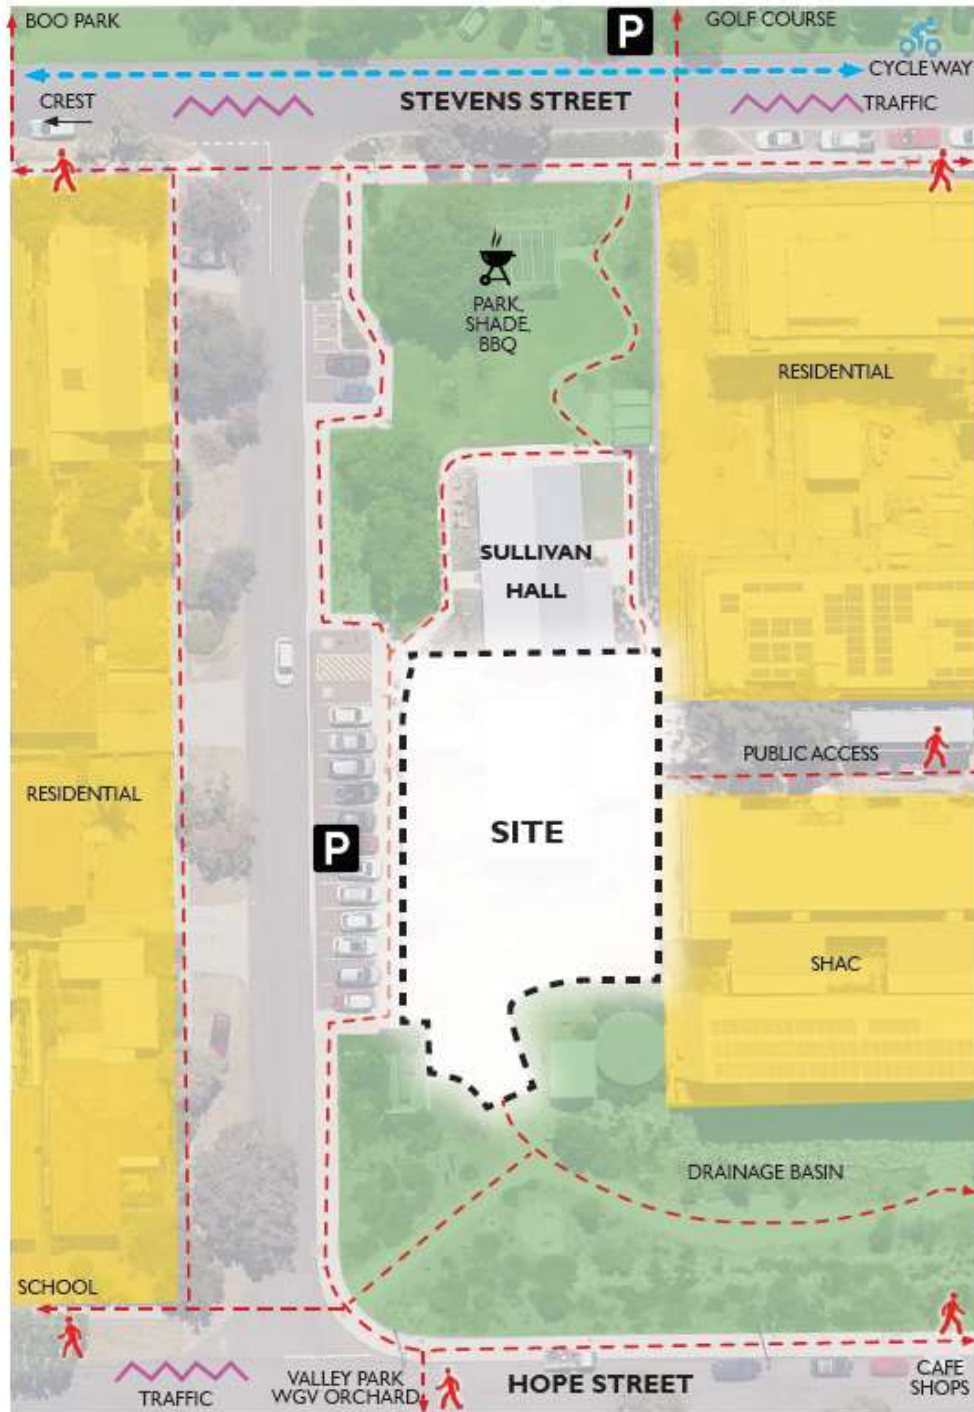 BOO PARK
P
GOLF COURSE
CYCLE WAY
CREST
STEVENS STREET
TRAFFIC
PARK,
SHADE,
BBQ
RESIDENTIAL
SULLIVAN
HALL
PUBLIC ACCESS
RESIDENTIAL
SITE
P
SHAC
DRAINAGE BASIN
SCHOOL
TRAFFIC
VALLEY PARK
WGV ORCHARD
HOPE STREET
CAFE
SHOPS